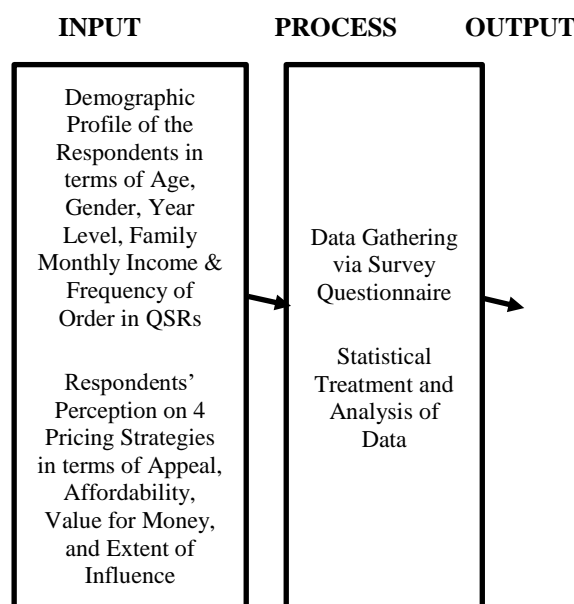 INPUT PROCESS OUTPUT
Demographic
Profile of the
Respondents in
terms of Age,
Gender, Year
Level, Family
Monthly Income &
Frequency of
Order in QSRs
Respondents’
Perception on 4
Pricing Strategies
in terms of Appeal,
Affordability,
Value for Money,
and Extent of
Influence
Data Gathering
via Survey
Questionnaire
Statistical
Treatment and
Analysis of
Data